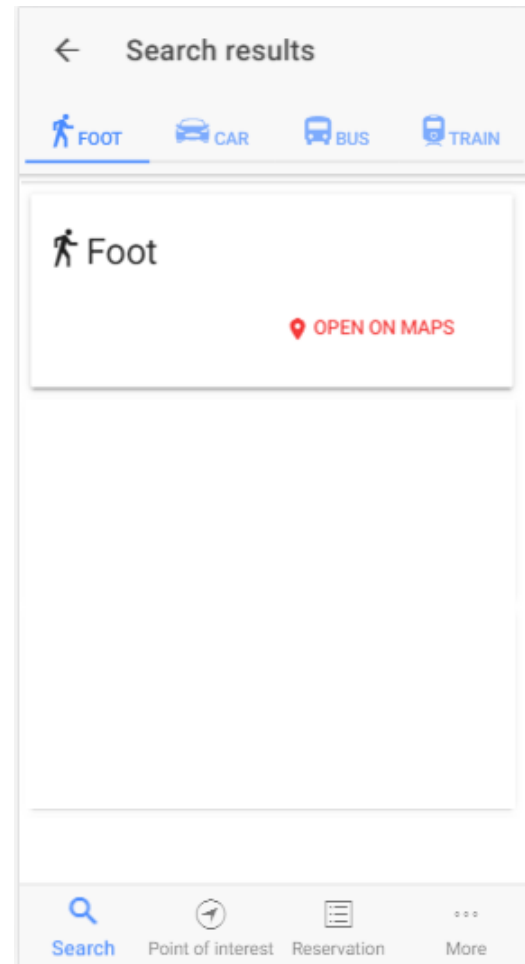 Search results
FOOT CAR BUS TRAIN
Foot
OPEN ON MAPS
Search Point of interest Reservation More